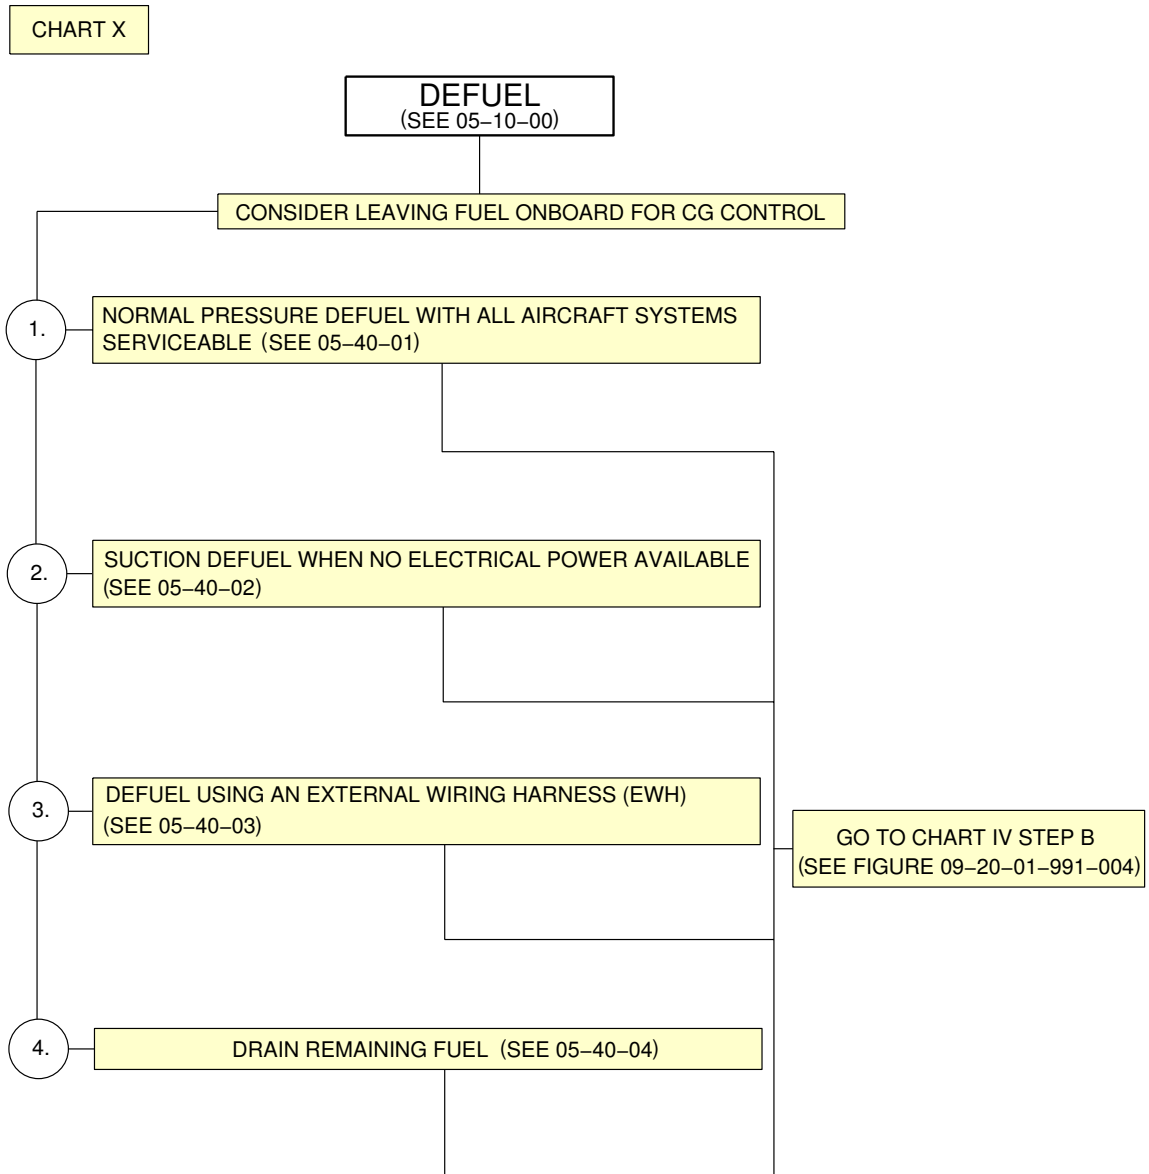 CHART X
DEFUEL
(SEE 05–10–00)
CONSIDER LEAVING FUEL ONBOARD FOR CG CONTROL
1.
NORMAL PRESSURE DEFUEL WITH ALL AIRCRAFT SYSTEMS
SERVICEABLE (SEE 05–40–01)
2.
SUCTION DEFUEL WHEN NO ELECTRICAL POWER AVAILABLE
(SEE 05–40–02)
3.
DEFUEL USING AN EXTERNAL WIRING HARNESS (EWH)
(SEE 05–40–03)
GO TO CHART IV STEP B
(SEE FIGURE 09–20–01–991–004)
4.
DRAIN REMAINING FUEL (SEE 05–40–04)